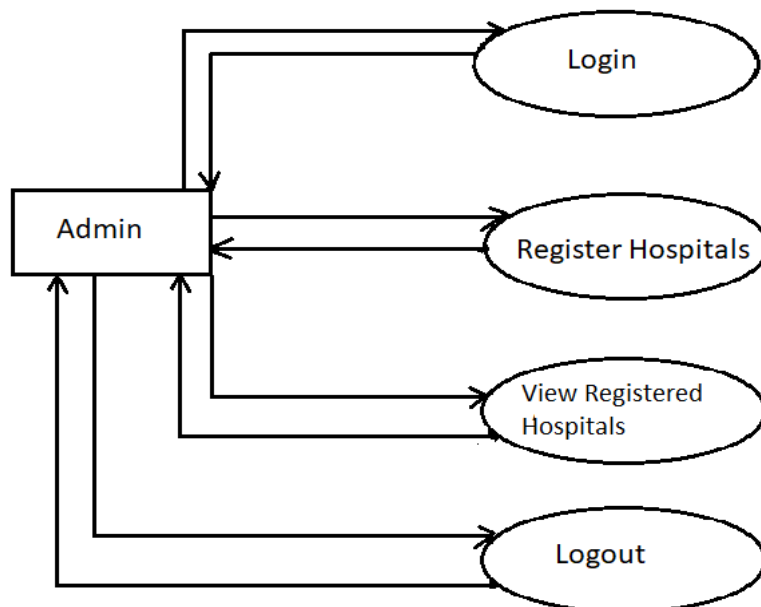 Login
Admin
Register Hospitals
View Registered
Hospitals
Logout